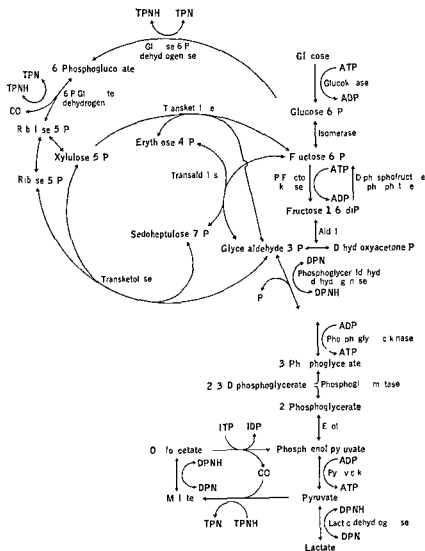 TPNH TPN
Gl se 6 P
dehyd ogen se
6 Phosphogluco ate
TPN
TPNH
CO
6 P Gl te
dehydrogen
R b l se 5 P
Xylulose 5 P
Rib se 5 P
T ansket l e
Eryth ose 4 P
Transald l s
Sedoheptulose 7 P
Transketol se
Gl cose
ATP
Glucok ase
ADP
Glucose 6 P
Isomerase
F uctose 6 P
P F cto
k se
ATP
ADP
D ph sphofruct e
ph ph t e
Fructose 1 6 diP
Ald l
Glyce aldehyde 3 P
D hyd oxyacetone P
DPN
Phosphoglycer ld hyd
d hyd g n se
DPNH
P
ADP
Pho ph gly c k nase
ATP
3 Ph phoglyce ate
2 3 D phosphoglycerate
Phosphogl m tase
2 Phosphoglycerate
E ol
ITP IDP
O lo cetate
Phosph enol py uvate
DPNH
DPN
CO
ADP
Py v c k
ATP
M l te
Pyruvate
TPN TPNH
DPNH
Lact c dehyd og se
DPN
Lactate